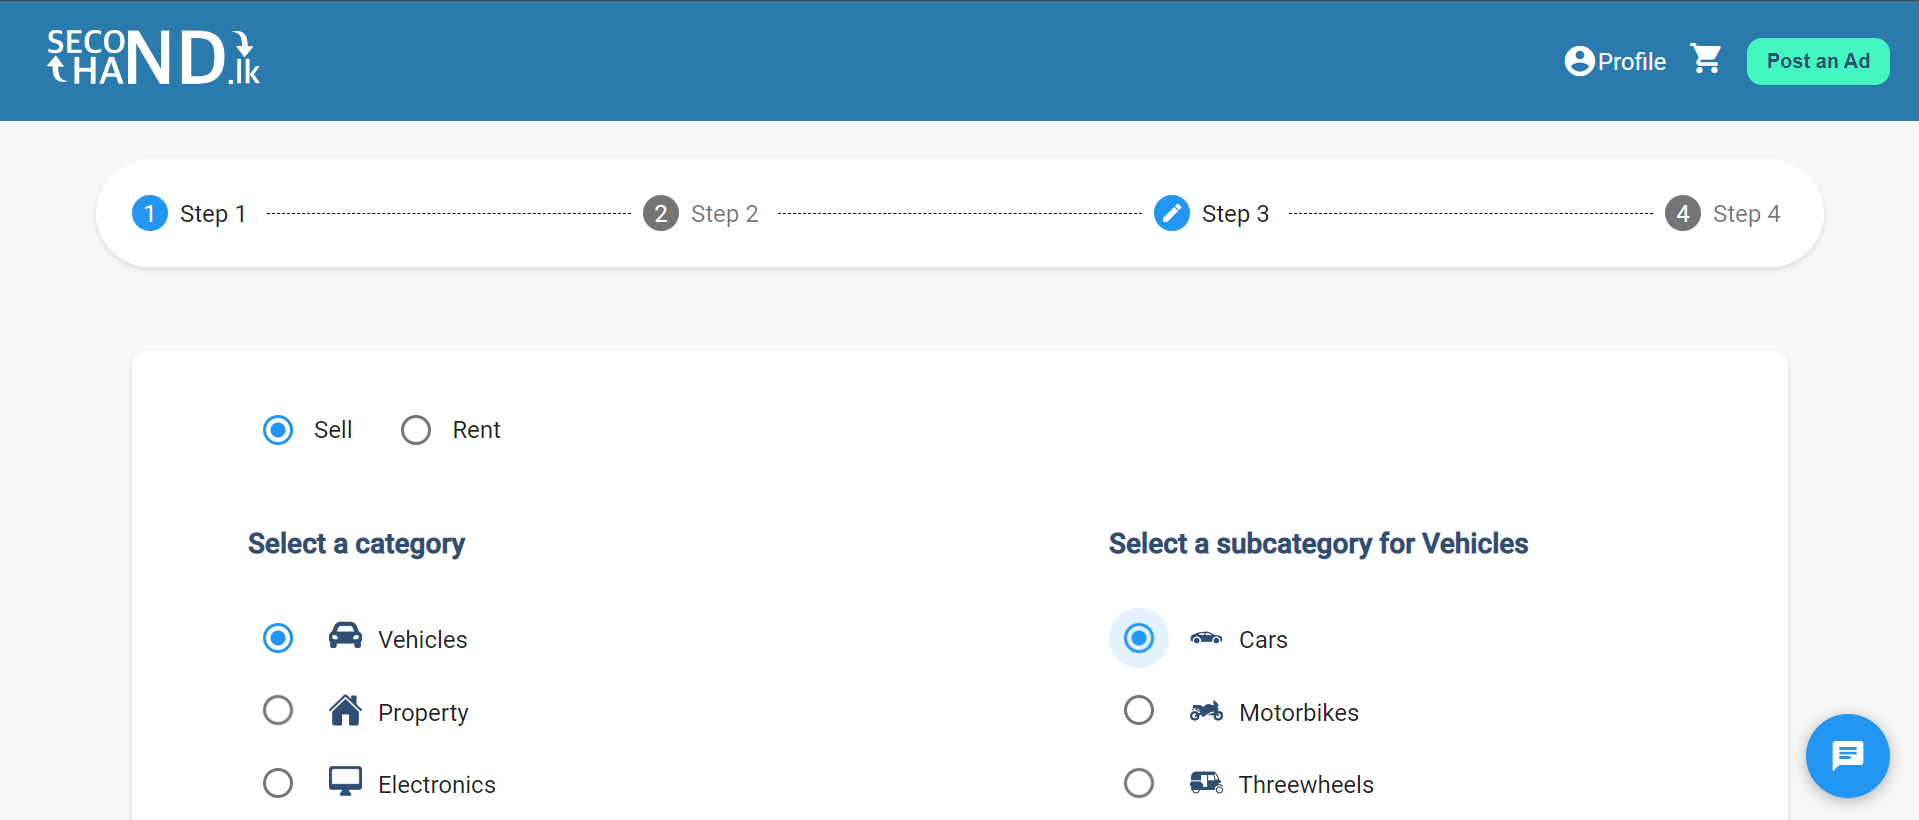 SECOND
HAND.lk
Profile
Post an Ad
1 Step 1
2 Step 2
Step 3
4 Step 4
Sell
Rent
Select a category
Select a subcategory for Vehicles
Vehicles
Cars
Property
Motorbikes
Electronics
Threewheels